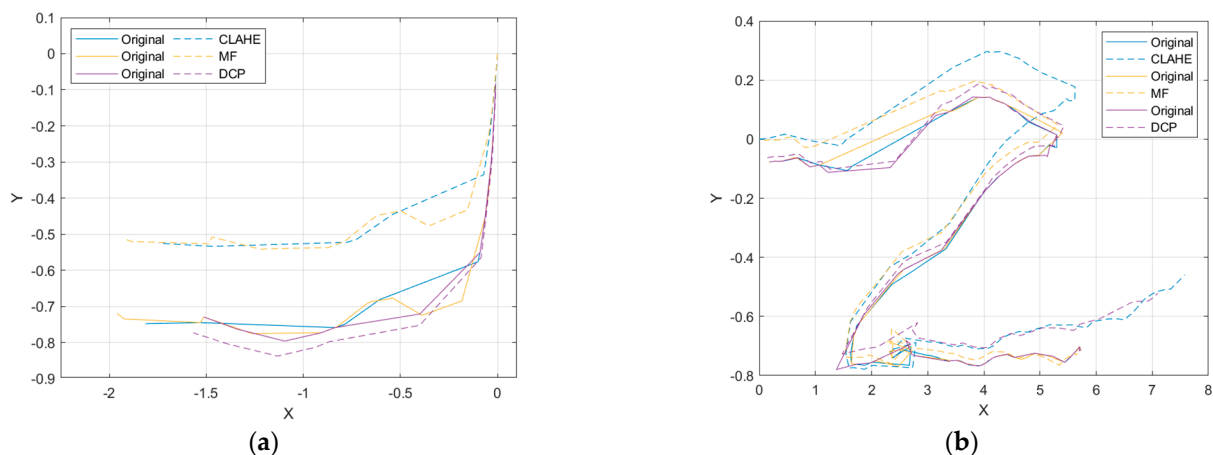 0.1
0
-0.1
-0.2
-0.3
-0.4
-0.5
-0.6
-0.7
-0.8
-0.9
Y
Original CLAHE
Original MF
Original DCP
-2 -1.5 -1 -0.5 0
X
(a)
0.4
0.2
0
-0.2
-0.4
-0.6
-0.8
Y
Original
CLAHE
Original
MF
Original
DCP
0 1 2 3 4 5 6 7 8
X
(b)